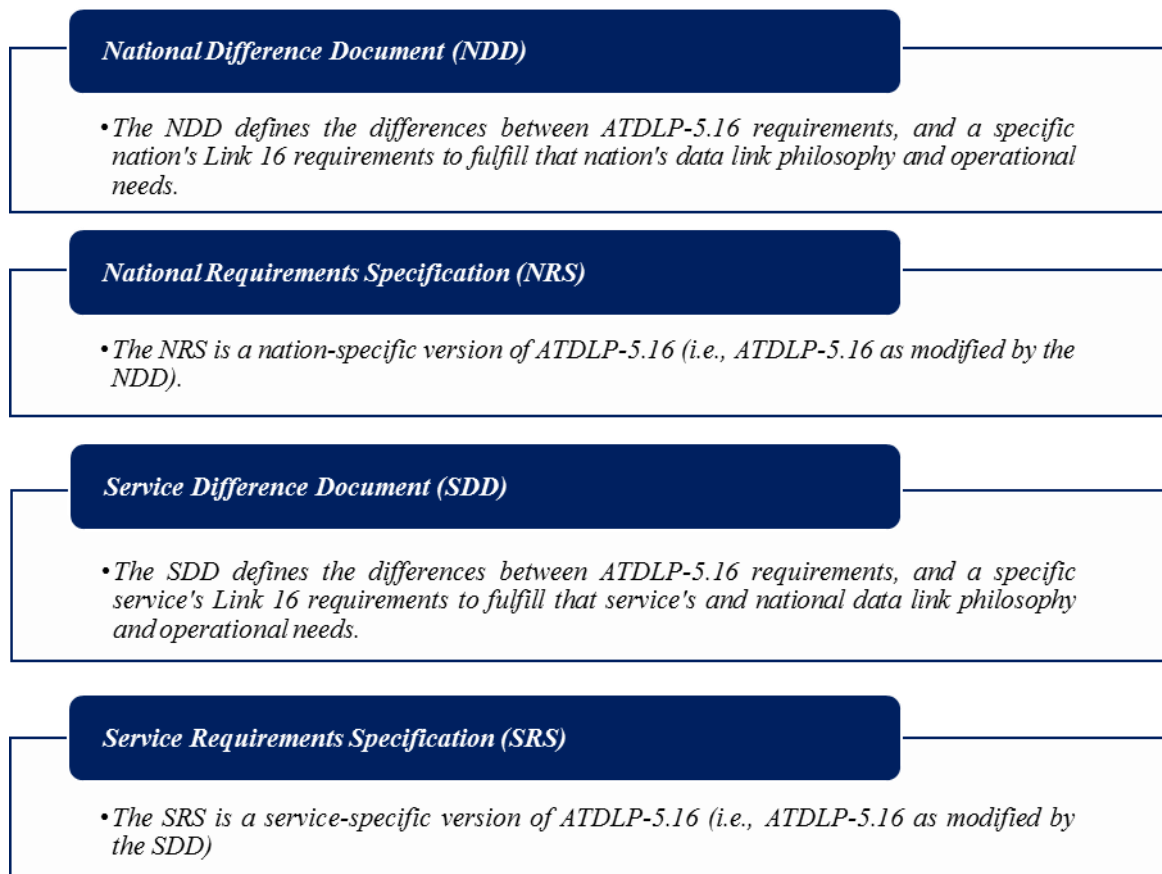 National Difference Document (NDD)
•The NDD defines the differences between ATDLP-5.16 requirements, and a specific
nation's Link 16 requirements to fulfill that nation's data link philosophy and operational
needs.
National Requirements Specification (NRS)
•The NRS is a nation-specific version of ATDLP-5.16 (i.e., ATDLP-5.16 as modified by the
NDD).
Service Difference Document (SDD)
•The SDD defines the differences between ATDLP-5.16 requirements, and a specific
service's Link 16 requirements to fulfill that service's and national data link philosophy
and operational needs.
Service Requirements Specification (SRS)
•The SRS is a service-specific version of ATDLP-5.16 (i.e., ATDLP-5.16 as modified by
the SDD)